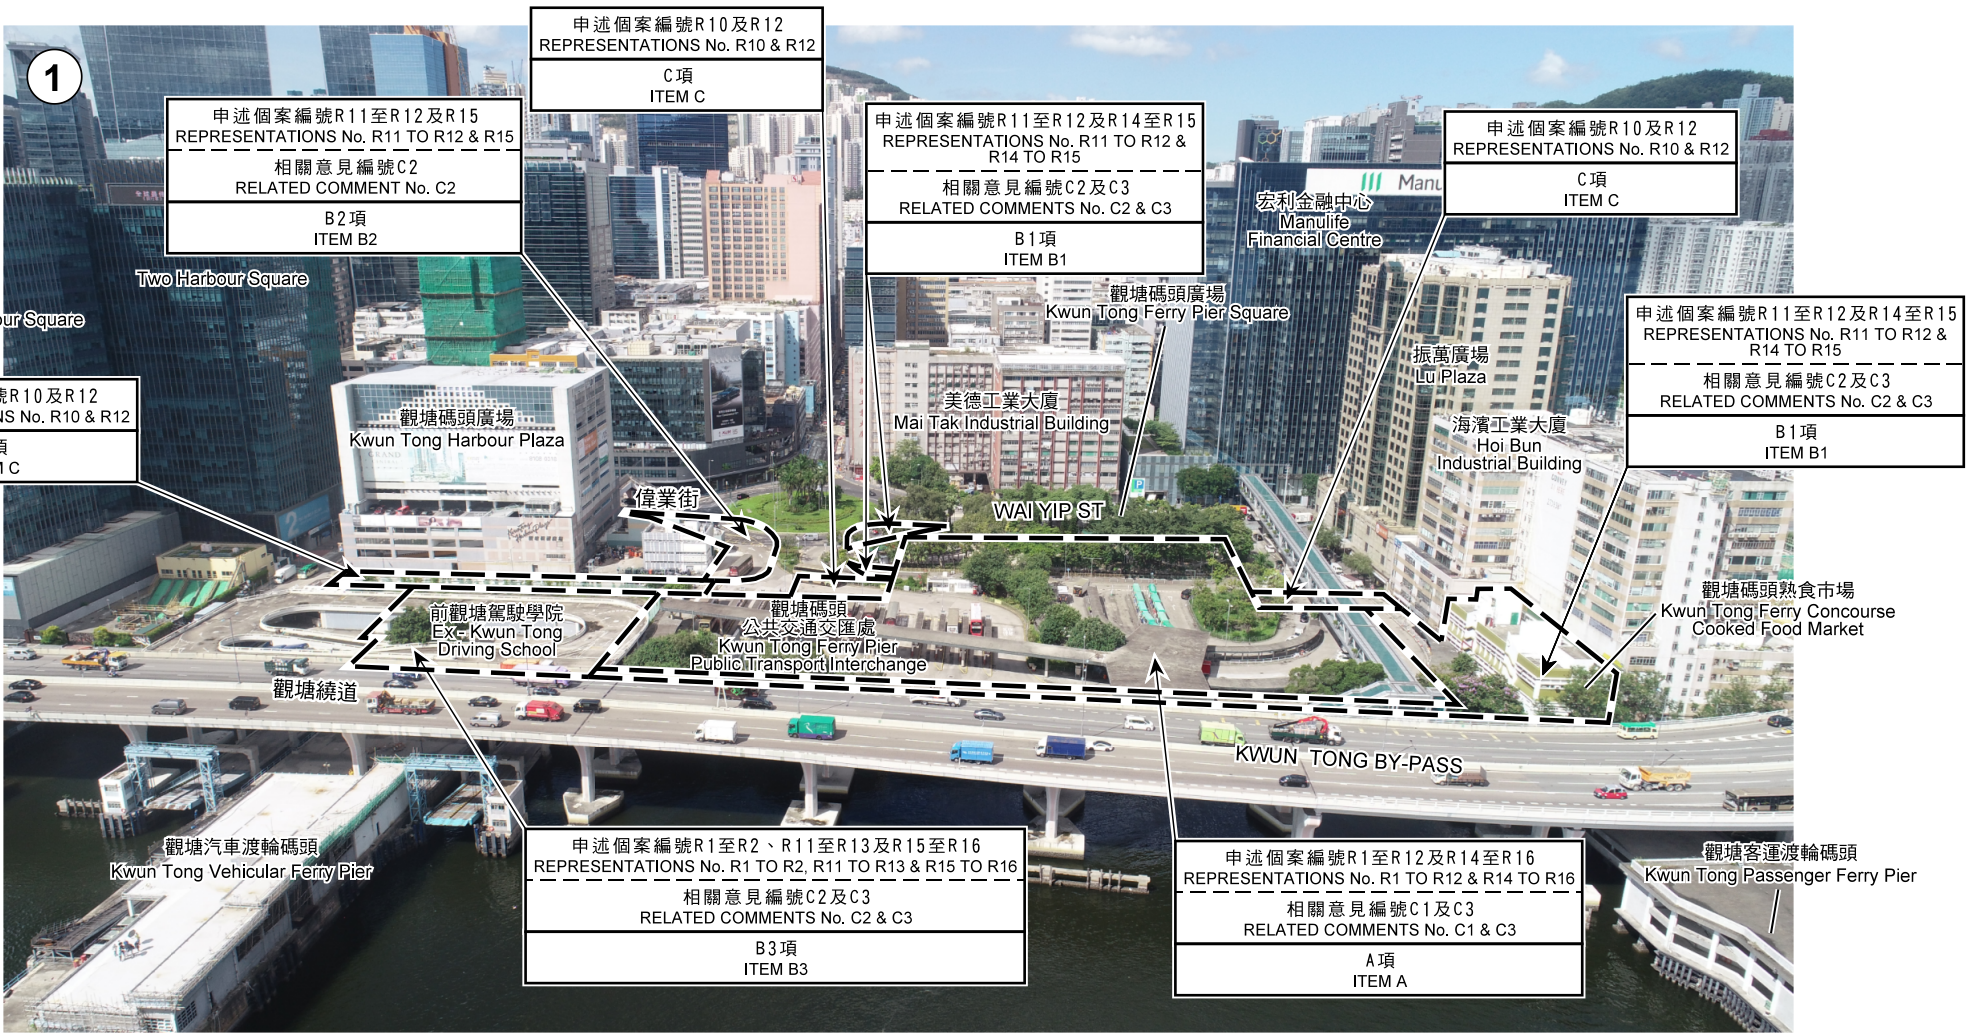 1
申述個案編號R10及R12
REPRESENTATIONS No. R10 & R12
C項
ITEM C
申述個案編號R11至R12及R15
REPRESENTATIONS No. R11 TO R12 & R15
相關意見編號C2
RELATED COMMENT No. C2
B2項
ITEM B2
申述個案編號R11至R12及R14至R15
REPRESENTATIONS No. R11 TO R12 &
R14 TO R15
相關意見編號C2及C3
RELATED COMMENTS No. C2 & C3
B1項
ITEM B1
申述個案編號R10及R12
REPRESENTATIONS No. R10 & R12
C項
ITEM C
Manu
宏利金融中心
Manulife
Financial Centre
Two Harbour Square
our Square
觀塘碼頭廣場
Kwun Tong Ferry Pier Square
申述個案編號R11至R12及R14至R15
REPRESENTATIONS No. R11 TO R12 &
R14 TO R15
相關意見編號C2及C3
RELATED COMMENTS No. C2 & C3
B1項
ITEM B1
振萬廣場
Lu Plaza
號R10及R12
NS No. R10 & R12
項
M C
觀塘碼頭廣場
Kwun Tong Harbour Plaza
美德工業大廈
Mai Tak Industrial Building
海濱工業大廈
Hoi Bun
Industrial Building
P
偉業街
WAI YIP ST
2
前觀塘駕駛學院
Ex - Kwun Tong
Driving School
觀塘碼頭
公共交通交匯處
Kwun Tong Ferry Pier
Public Transport Interchange
觀塘碼頭熟食市場
Kwun Tong Ferry Concourse
Cooked Food Market
觀塘繞道
KWUN TONG BY-PASS
觀塘汽車渡輪碼頭
Kwun Tong Vehicular Ferry Pier
申述個案編號R1至R2、R11至R13及R15至R16
REPRESENTATIONS No. R1 TO R2, R11 TO R13 & R15 TO R16
相關意見編號C2及C3
RELATED COMMENTS No. C2 & C3
B3項
ITEM B3
申述個案編號R1至R12及R14至R16
REPRESENTATIONS No. R1 TO R12 & R14 TO R16
相關意見編號C1及C3
RELATED COMMENTS No. C1 & C3
A項
ITEM A
觀塘客運渡輪碼頭
Kwun Tong Passenger Ferry Pier